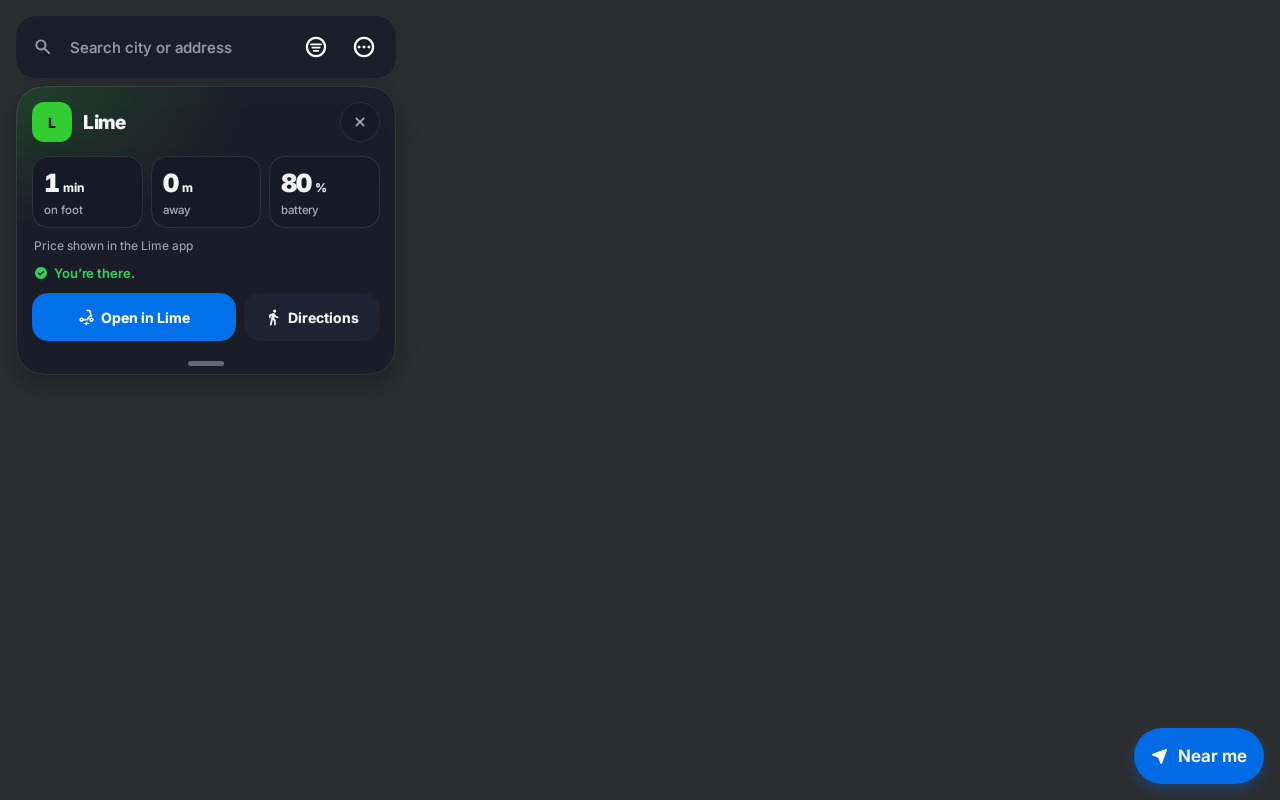 Search city or address
L
Lime
1 min
on foot
0 m
away
80 %
battery
Price shown in the Lime app
You're there.
Open in Lime
Directions
Near me